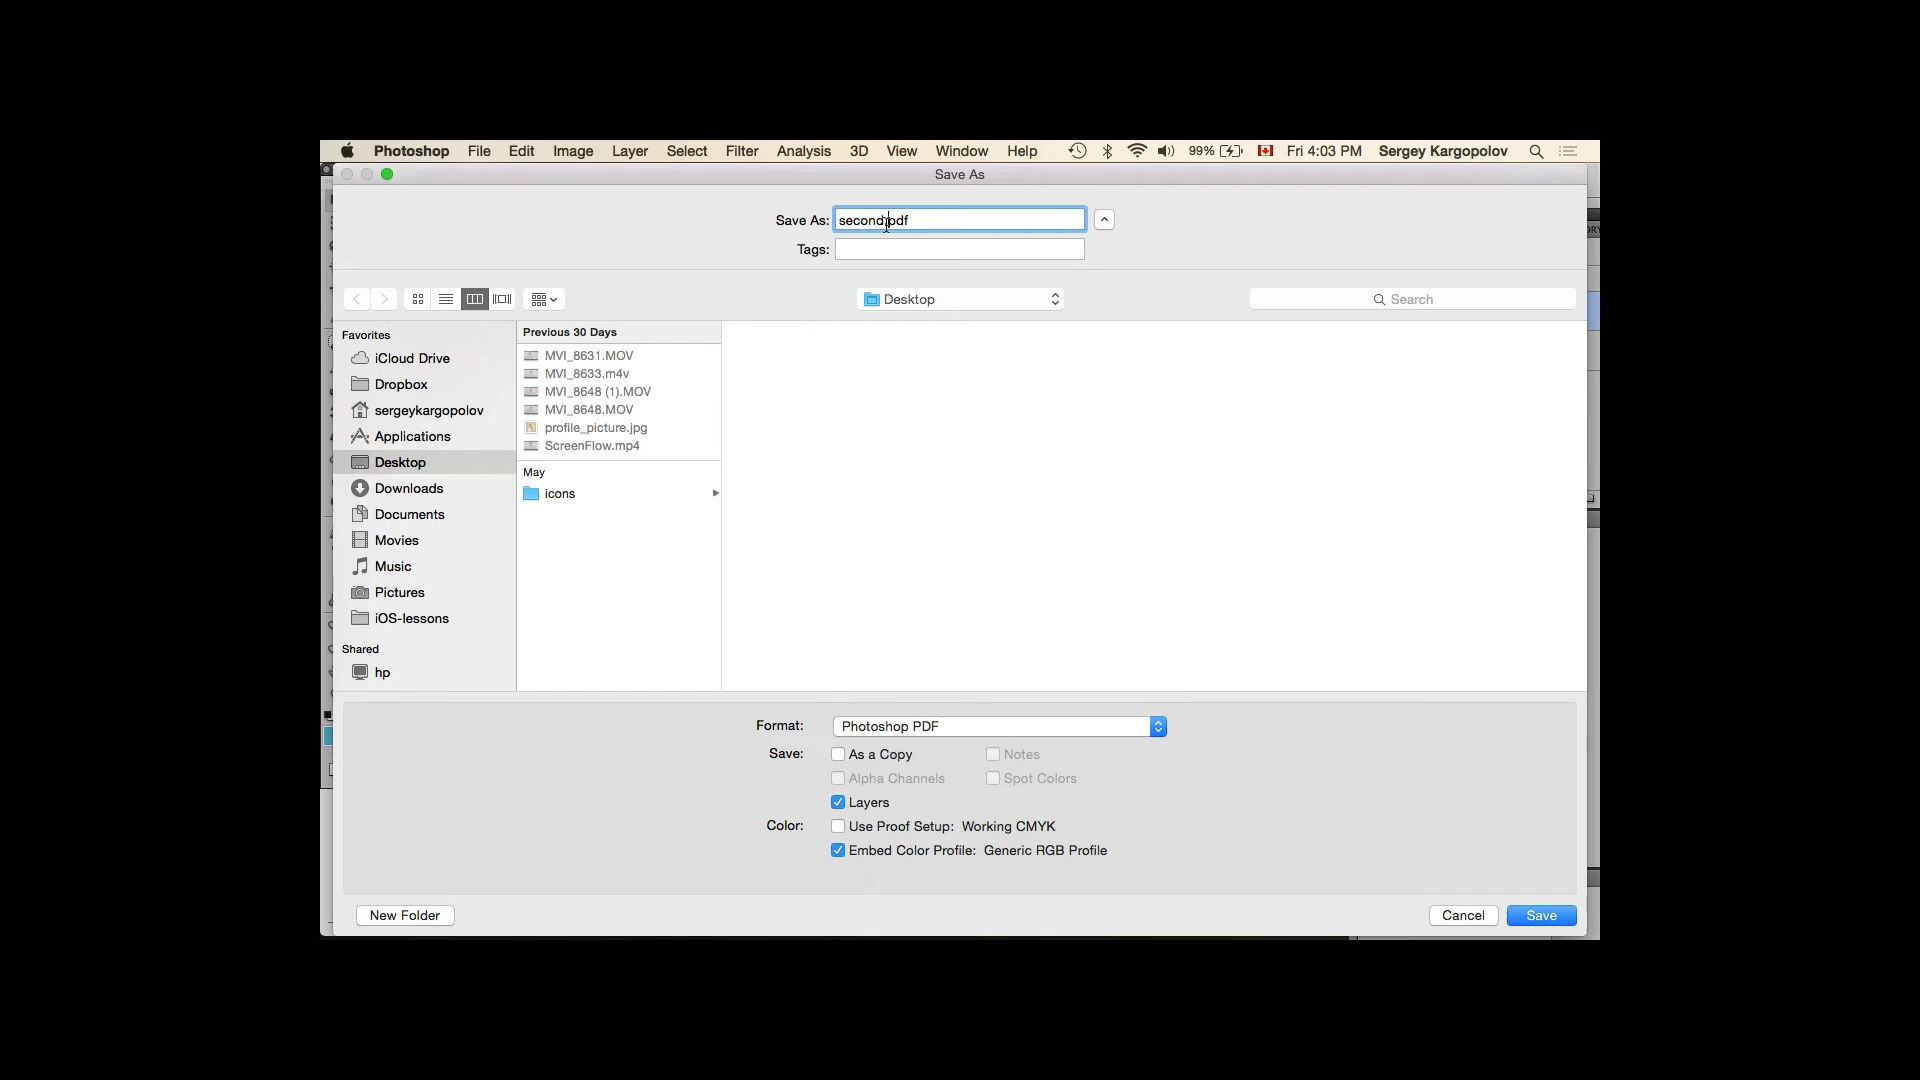 Photoshop File Edit Image Layer Select Filter Analysis 3D View Window Help 99% Fri 4:03 PM Sergey Kargopolov
Save As
Save As: second.pdf
Tags:
Desktop Search
Favorites
iCloud Drive
Dropbox
sergeykargopolov
Applications
Desktop
Downloads
Documents
Movies
Music
Pictures
iOS-lessons
Shared
hp
Previous 30 Days
MVI_8631.MOV
MVI_8633.m4v
MVI_8648 (1).MOV
MVI_8648.MOV
profile_picture.jpg
ScreenFlow.mp4
May
icons
Format: Photoshop PDF
Save: As a Copy Notes
Alpha Channels Spot Colors
Layers
Color: Use Proof Setup: Working CMYK
Embed Color Profile: Generic RGB Profile
New Folder Cancel Save